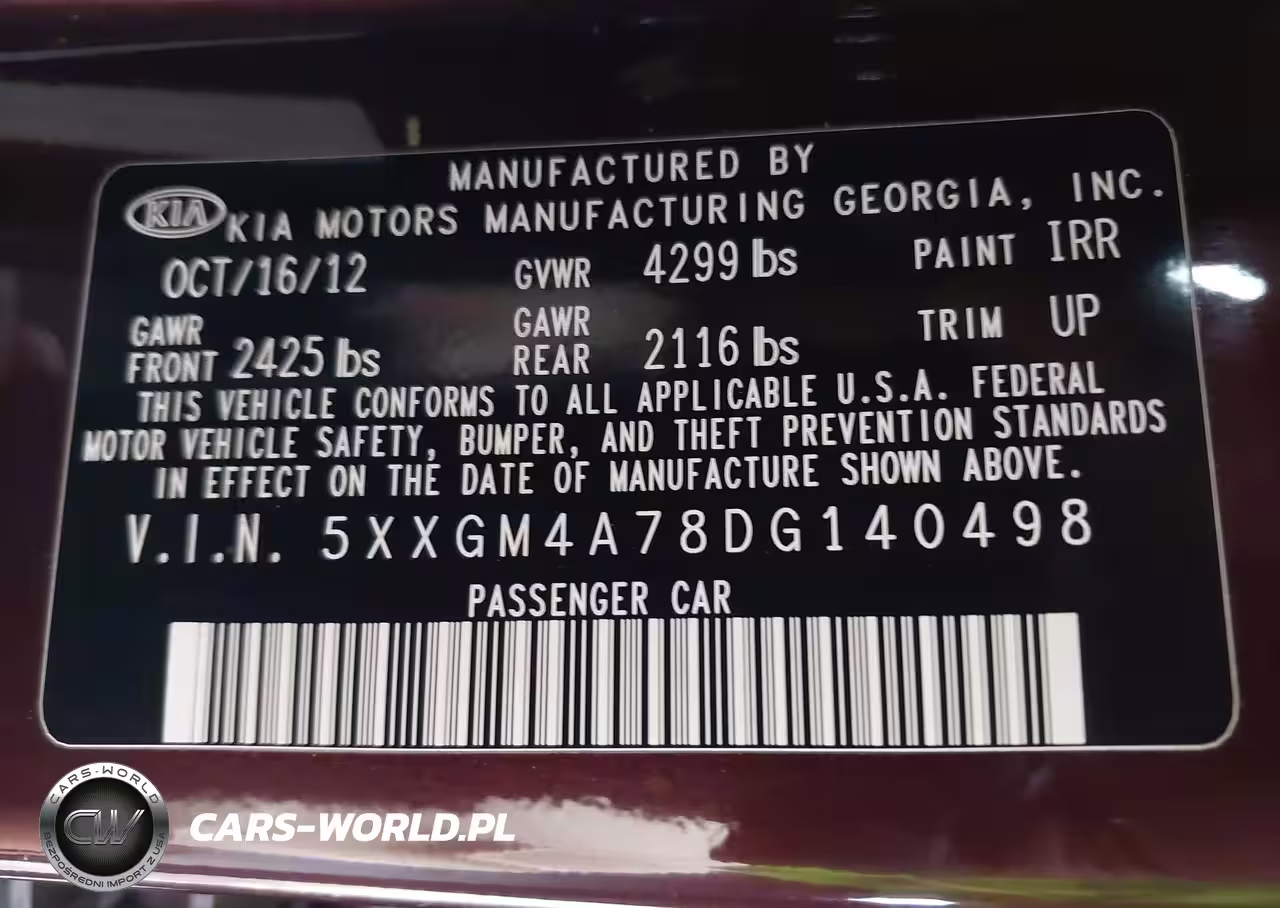 MANUFACTURED BY
KIA KIA MOTORS MANUFACTURING GEORGIA, INC.
OCT/16/12 GVWR 4299 lbs PAINT IRR
GAWR FRONT 2425 lbs GAWR REAR 2116 lbs TRIM UP
THIS VEHICLE CONFORMS TO ALL APPLICABLE U.S.A. FEDERAL
MOTOR VEHICLE SAFETY, BUMPER, AND THEFT PREVENTION STANDARDS
IN EFFECT ON THE DATE OF MANUFACTURE SHOWN ABOVE.
V.I.N. 5XXGM4A78DG140498
PASSENGER CAR
CARS-WORLD
CW
BEZPOŚREDNI IMPORT Z USA
CARS-WORLD.PL